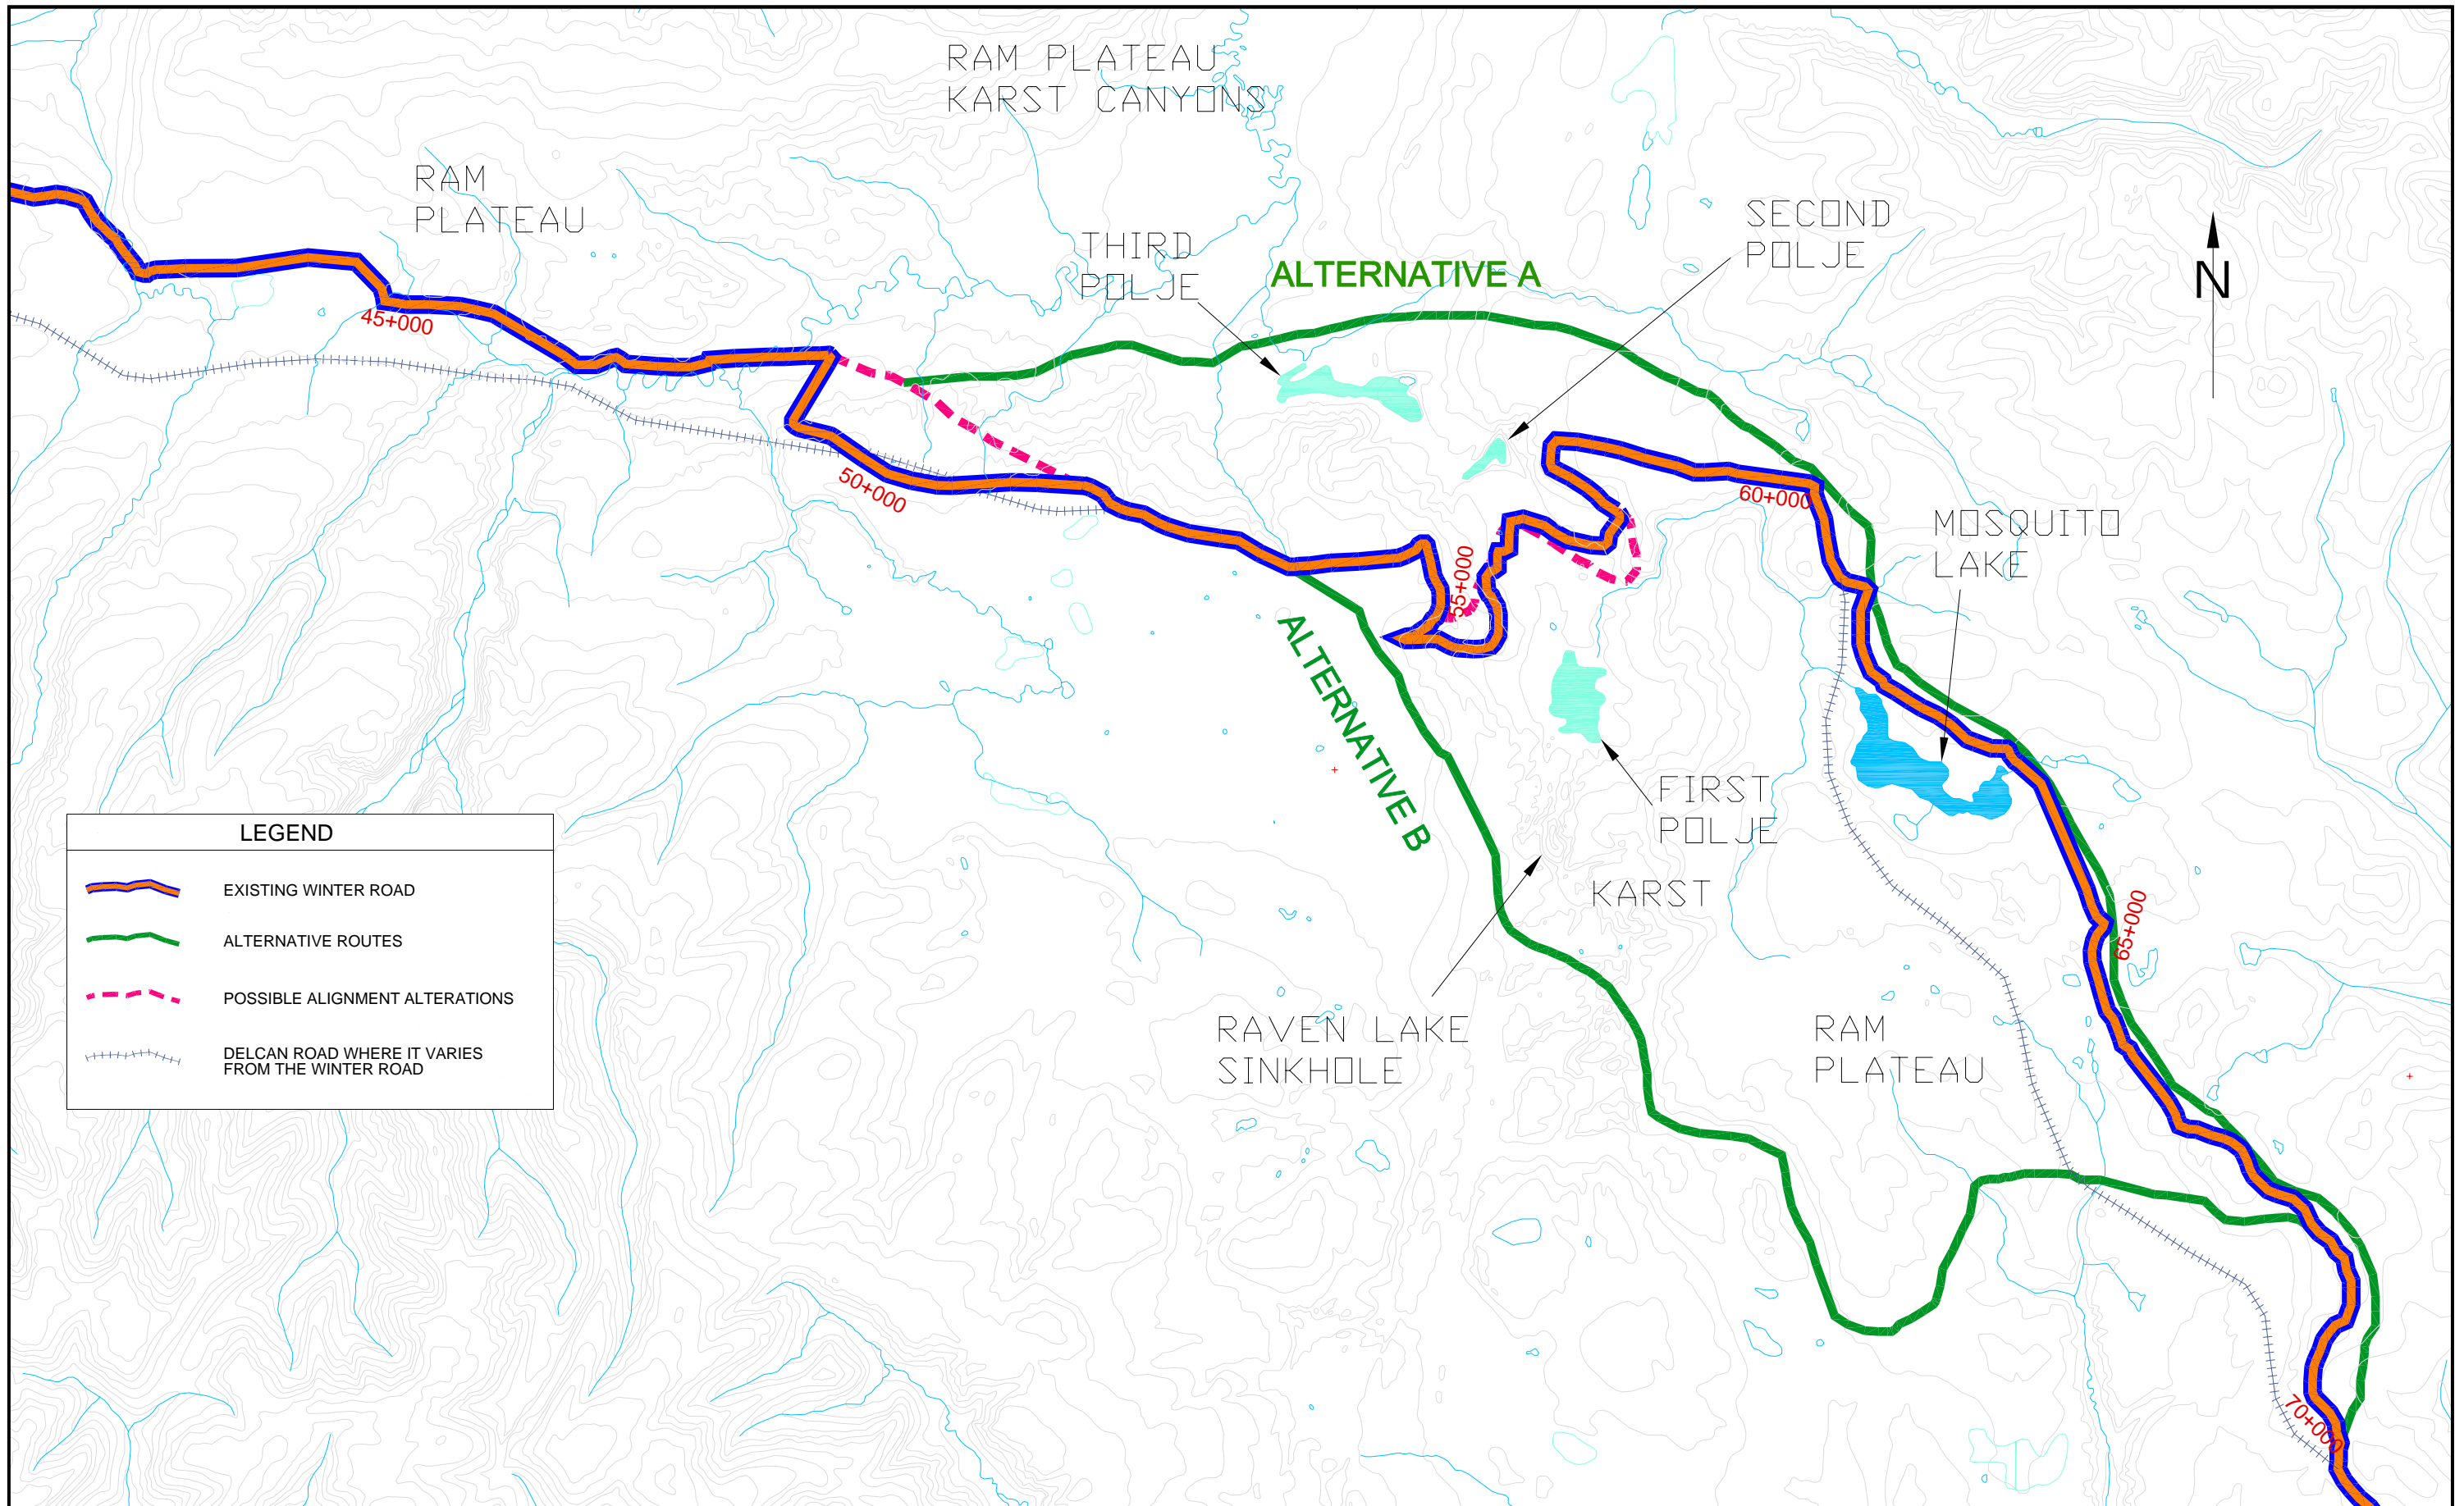 RAM PLATEAU
KARST CANYONS
RAM
PLATEAU
THIRD
POLJE
ALTERNATIVE A
SECOND
POLJE
N
45+000
50+000
55+000
60+000
MOSQUITO
LAKE
ALTERNATIVE B
FIRST
POLJE
KARST
65+000
RAVEN LAKE
SINKHOLE
RAM
PLATEAU
70+000
LEGEND
EXISTING WINTER ROAD
ALTERNATIVE ROUTES
POSSIBLE ALIGNMENT ALTERATIONS
DELCAN ROAD WHERE IT VARIES
FROM THE WINTER ROAD